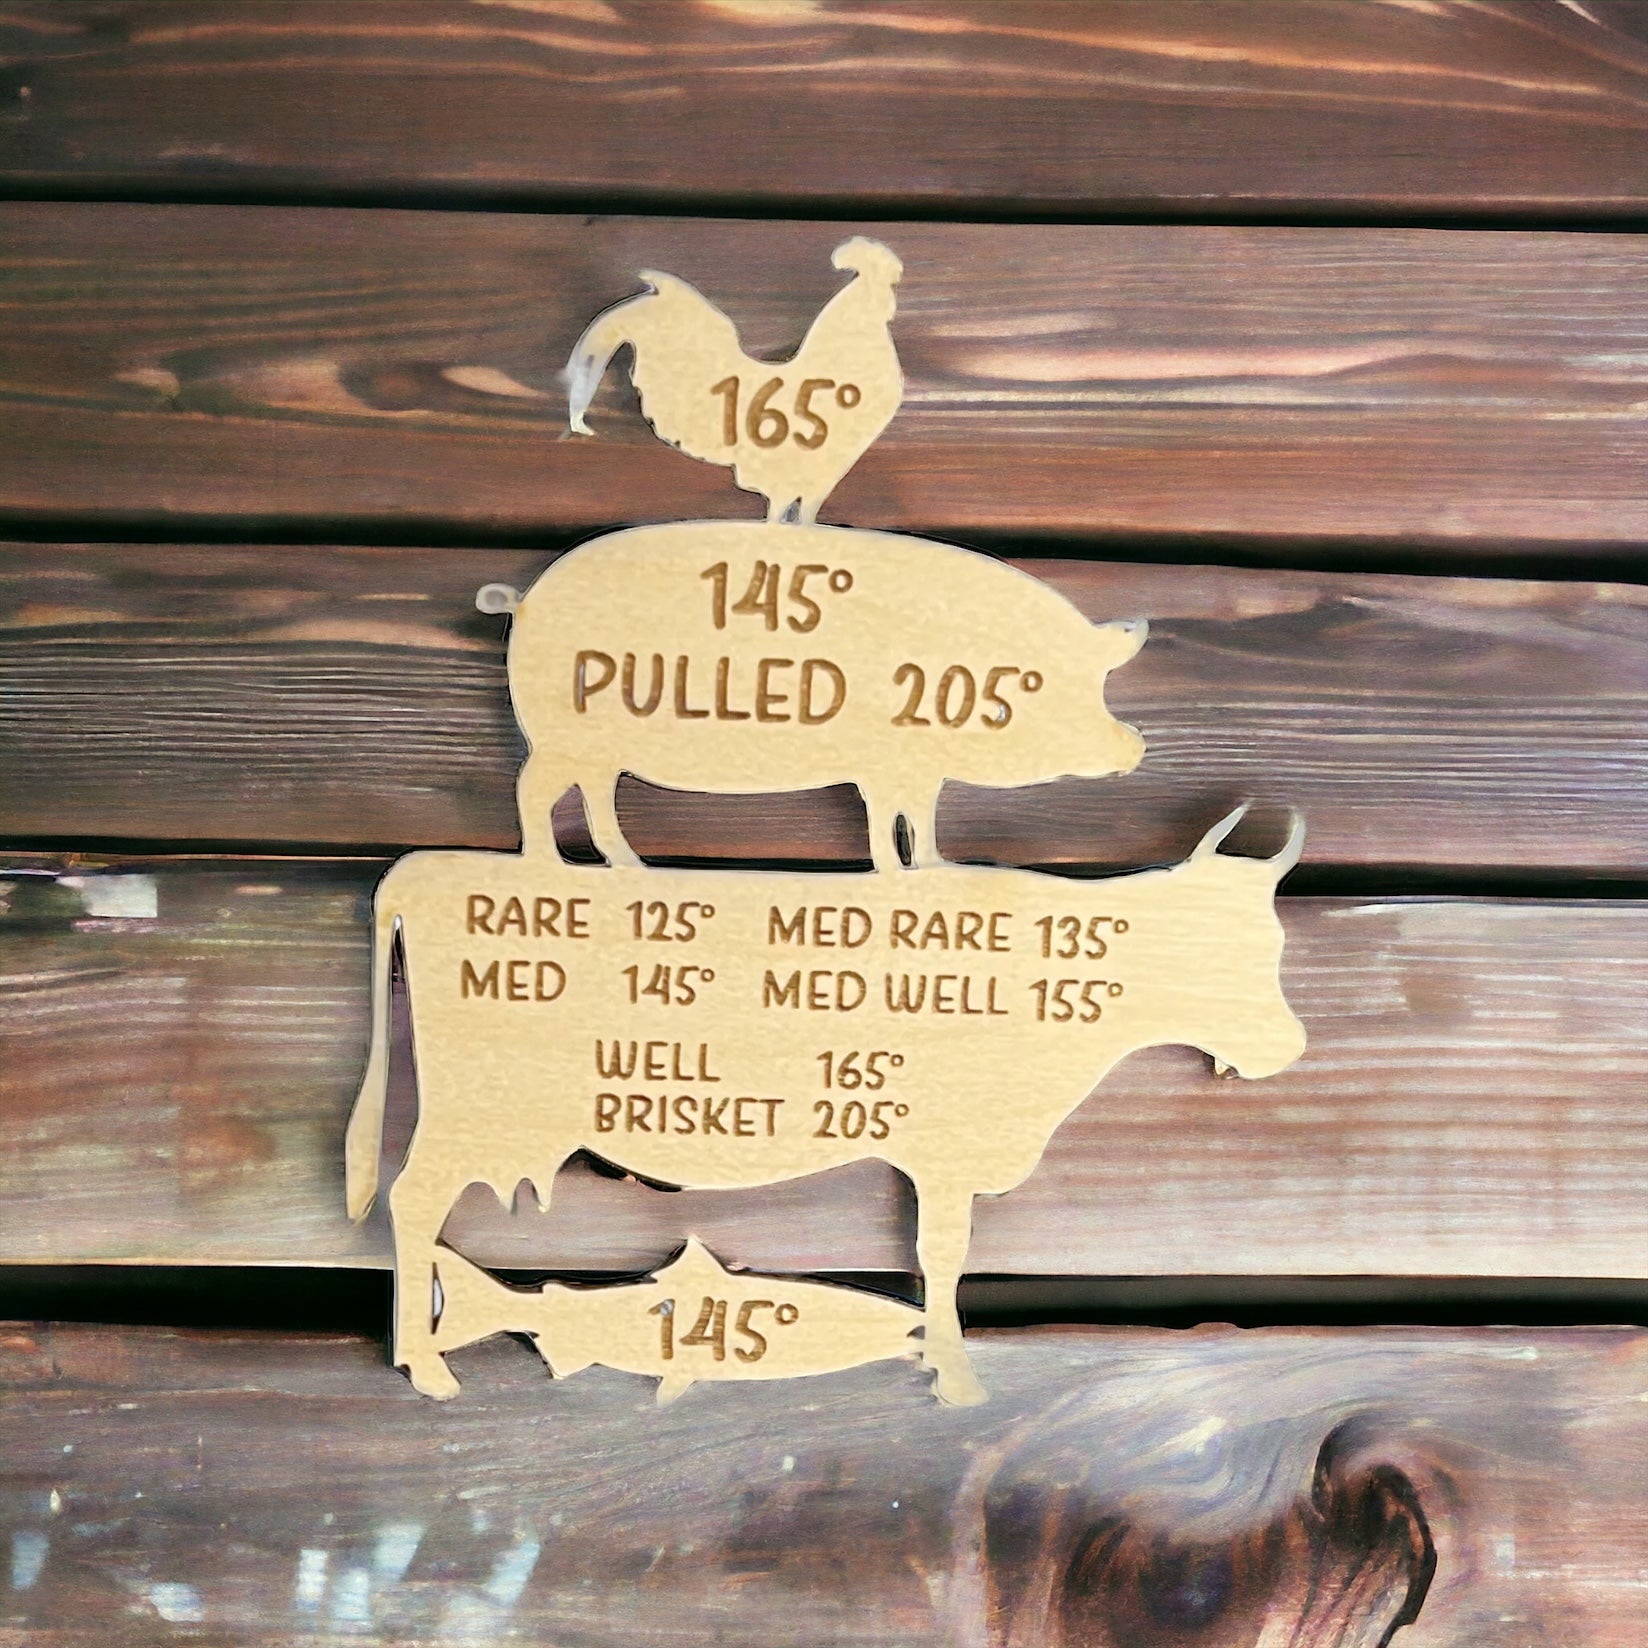 165°
145°
PULLED 205°
RARE 125° MED RARE 135°
MED 145° MED WELL 155°
WELL 165°
BRISKET 205°
145°